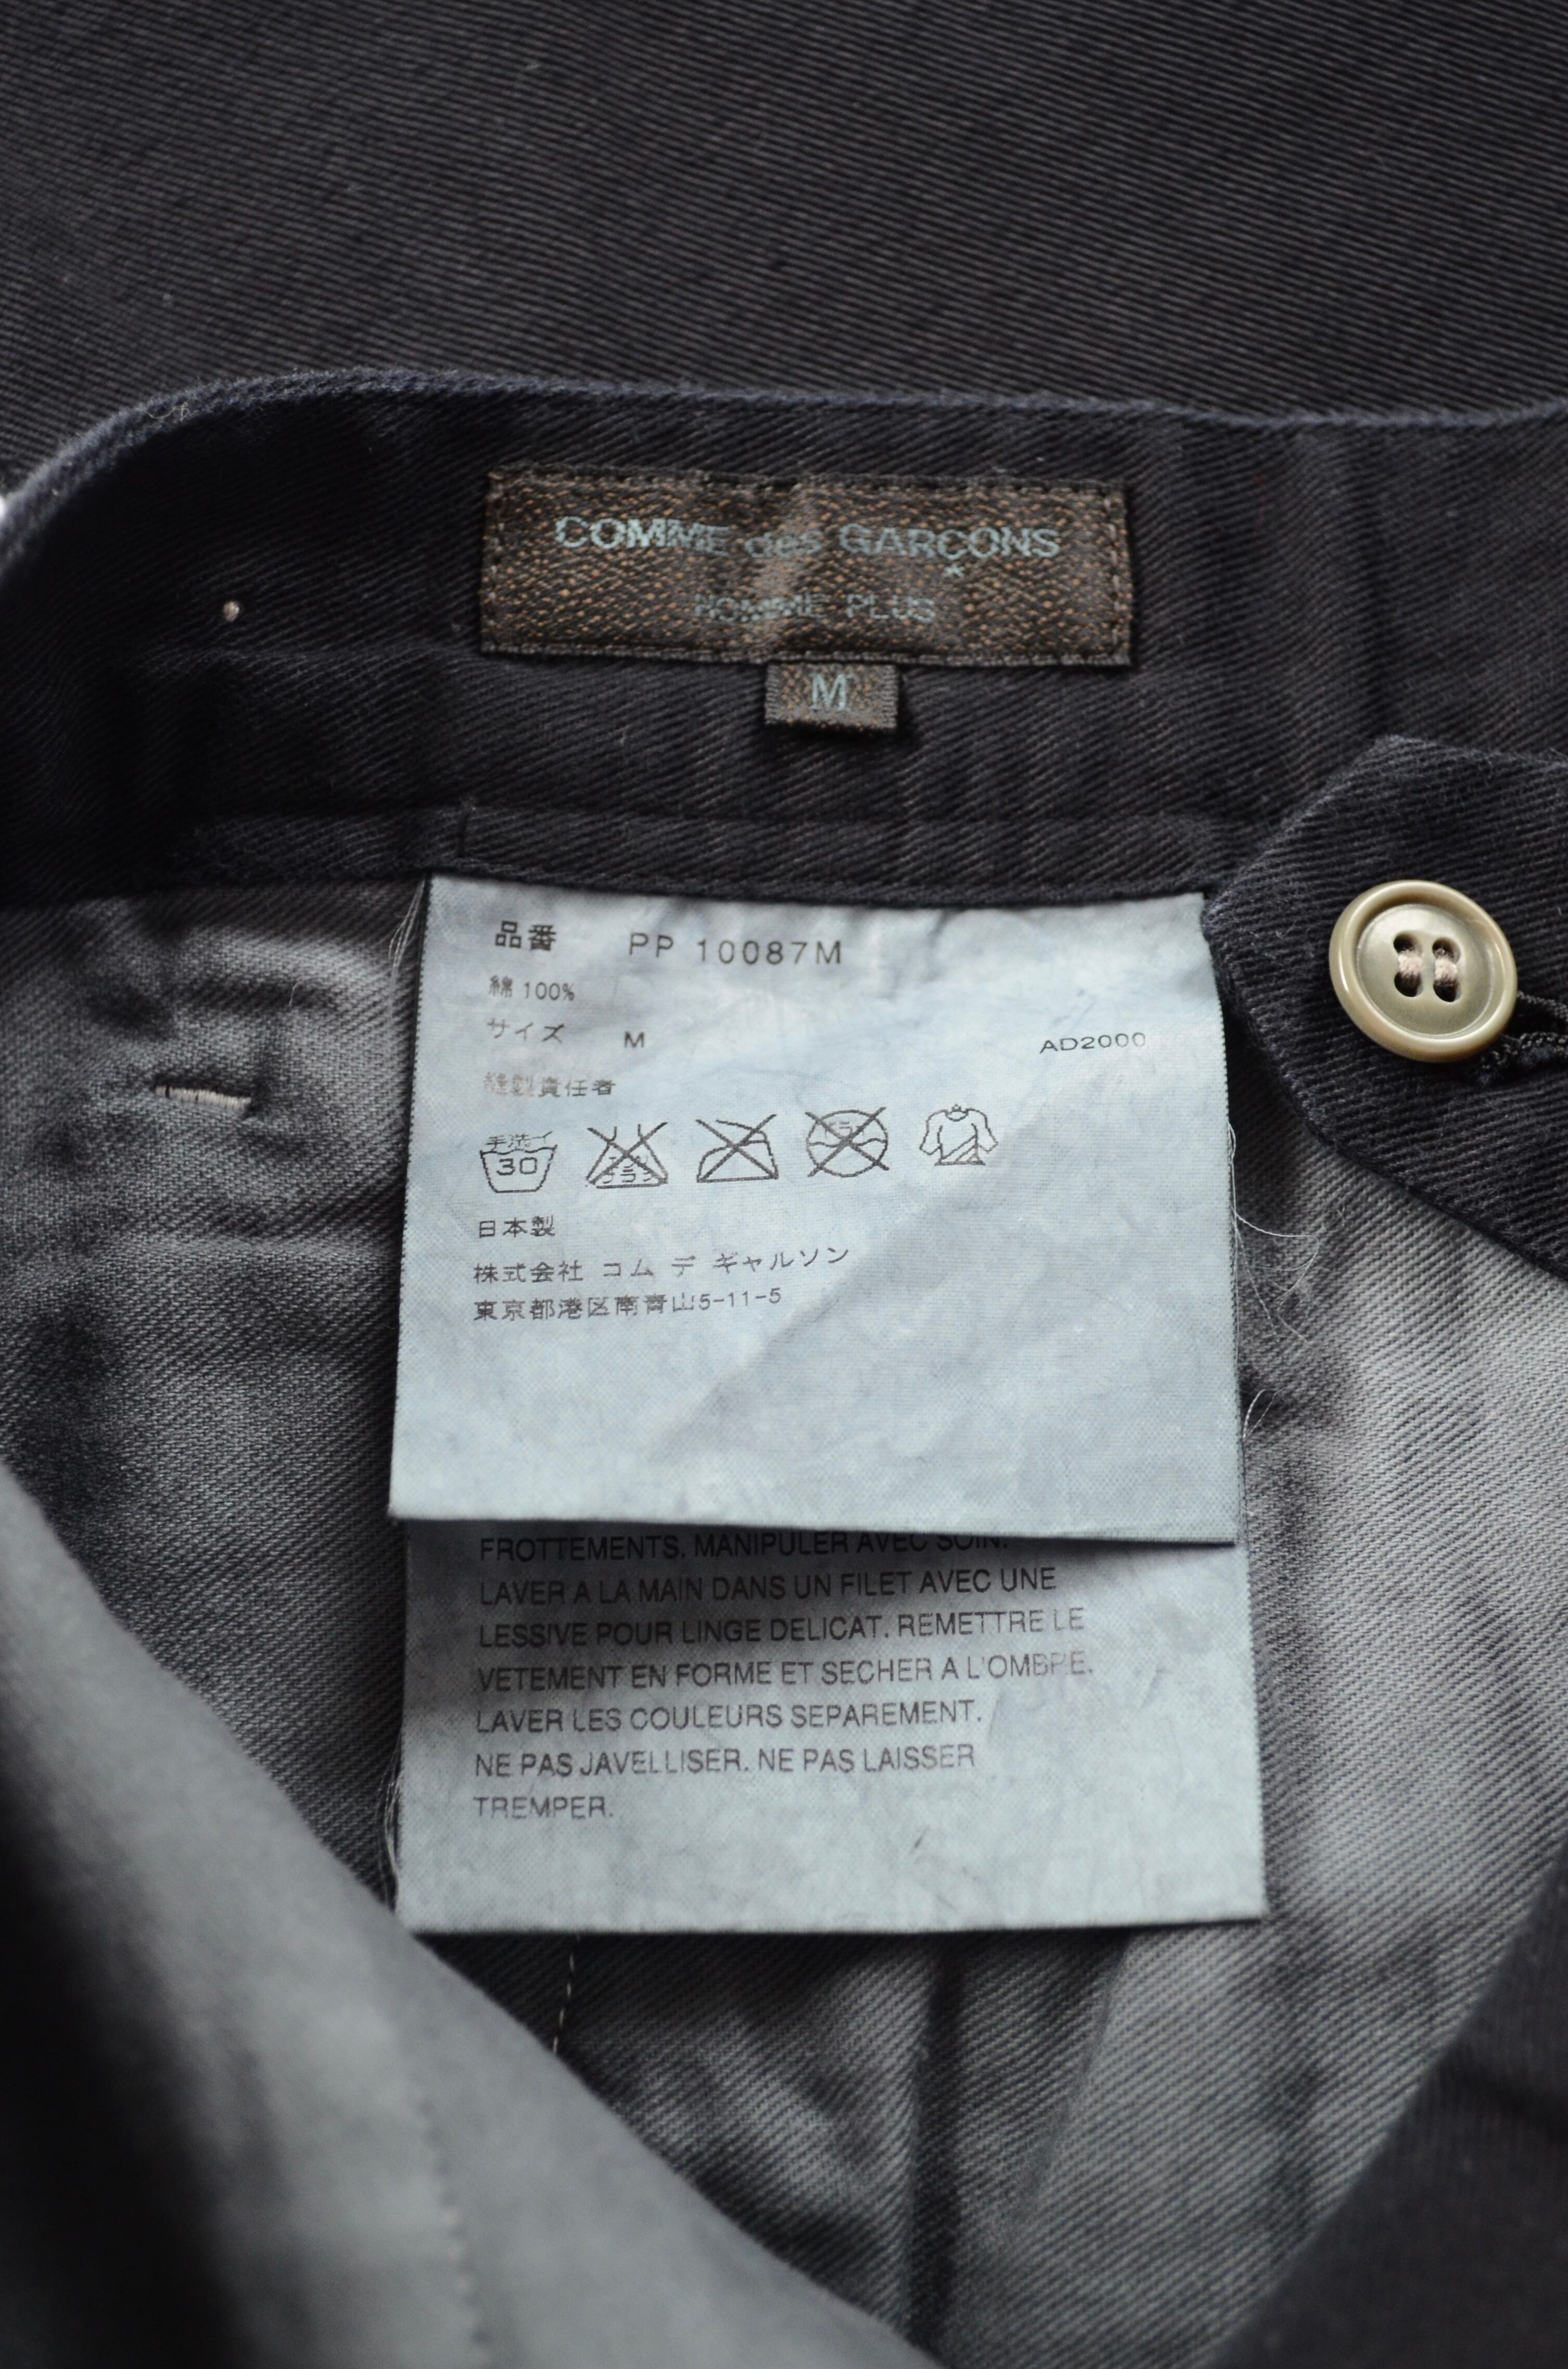 COMME des GARÇONS
HOMME PLUS
M
品番 PP 10087M
綿 100%
サイズ M AD2000
縫製責任者
手洗イ
30
日本製
株式会社 コム デ ギャルソン
東京都港区南青山5-11-5
FROTTEMENTS. MANIPULER AVEC SOIN.
LAVER A LA MAIN DANS UN FILET AVEC UNE
LESSIVE POUR LINGE DELICAT. REMETTRE LE
VETEMENT EN FORME ET SECHER A L'OMBRE.
LAVER LES COULEURS SEPAREMENT.
NE PAS JAVELLISER. NE PAS LAISSER
TREMPER.